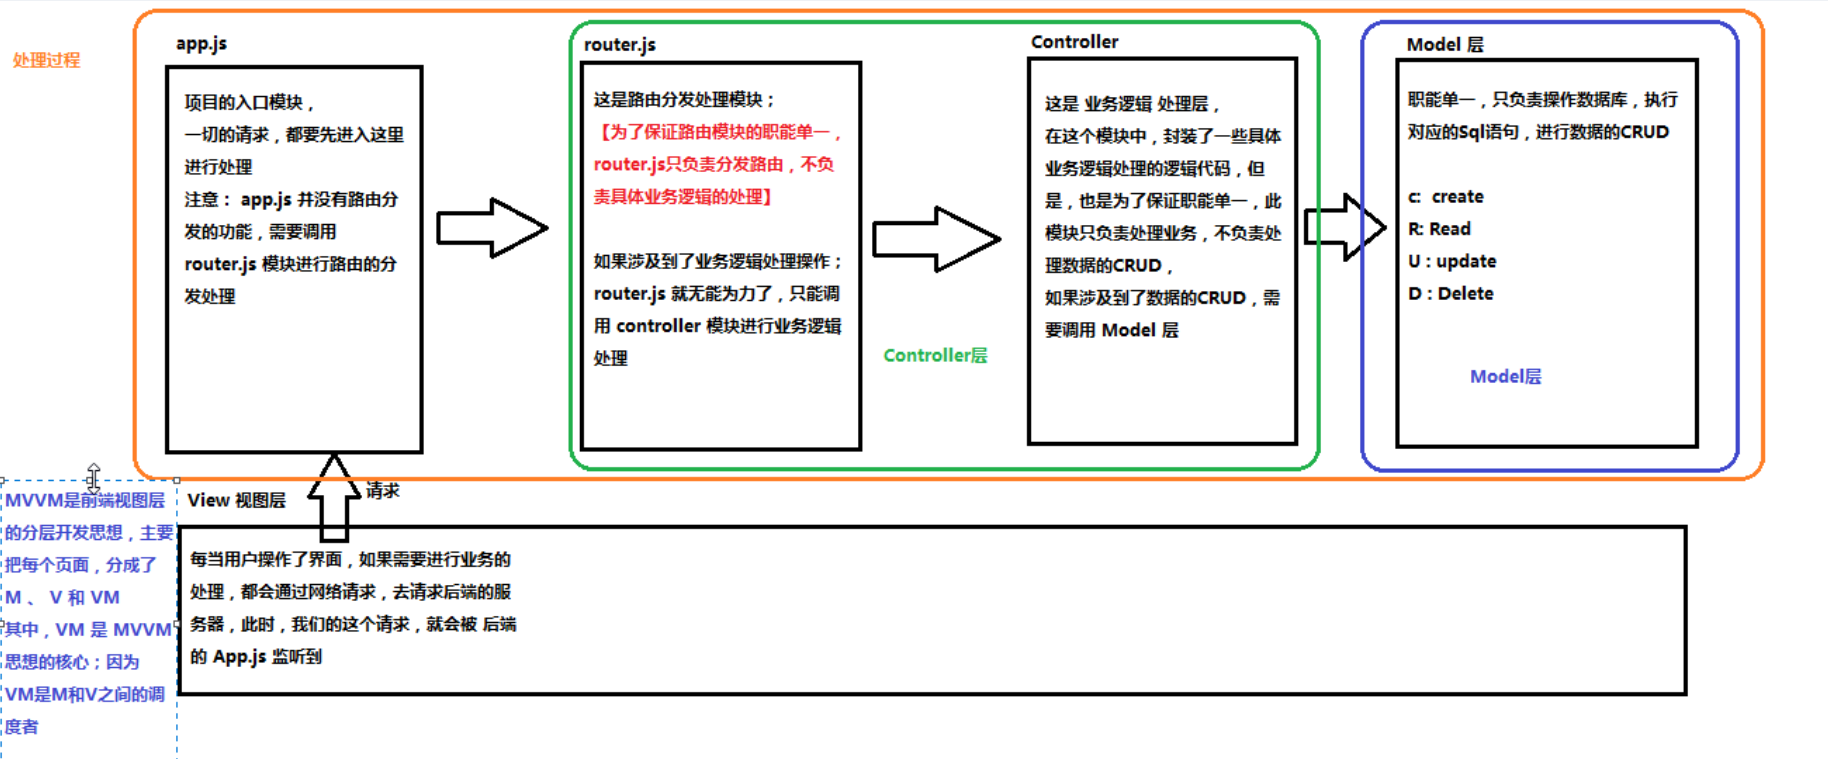 处理过程
app.js
项目的入口模块，
一切的请求，都要先进入这里
进行处理
注意： app.js 并没有路由分
发的功能，需要调用
router.js 模块进行路由的分
发处理
router.js
这是路由分发处理模块；
【为了保证路由模块的职能单一，
router.js只负责分发路由，不负
责具体业务逻辑的处理】
如果涉及到了业务逻辑处理操作；
router.js 就无能为力了，只能调
用 controller 模块进行业务逻辑
处理
Controller层
Controller
这是 业务逻辑 处理层，
在这个模块中，封装了一些具体
业务逻辑处理的逻辑代码，但
是，也是为了保证职能单一，此
模块只负责处理业务，不负责处
理数据的CRUD，
如果涉及到了数据的CRUD，需
要调用 Model 层
Model 层
职能单一，只负责操作数据库，执行
对应的Sql语句，进行数据的CRUD
c: create
R: Read
U : update
D : Delete
Model层
请求
MVVM是前端视图层
的分层开发思想，主要
把每个页面，分成了
M 、 V 和 VM
其中，VM 是 MVVM
思想的核心；因为
VM是M和V之间的调
度者
View 视图层
每当用户操作了界面，如果需要进行业务的
处理，都会通过网络请求，去请求后端的服
务器，此时，我们的这个请求，就会被 后端
的 App.js 监听到